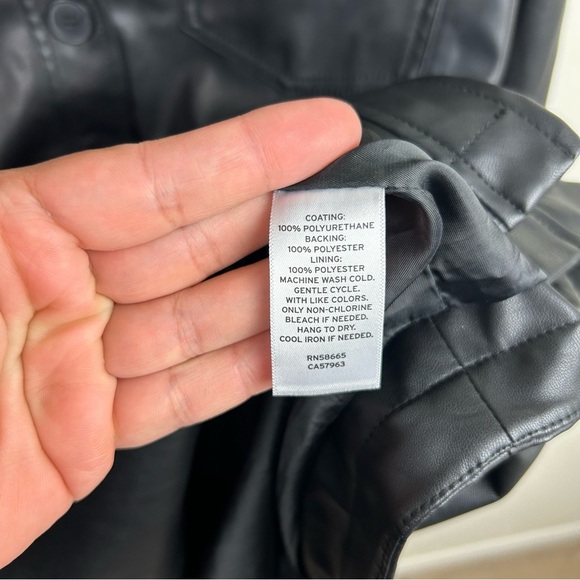 COATING:
100% POLYURETHANE
BACKING:
100% POLYESTER
LINING:
100% POLYESTER
MACHINE WASH COLD.
GENTLE CYCLE.
WITH LIKE COLORS.
ONLY NON-CHLORINE
BLEACH IF NEEDED.
HANG TO DRY.
COOL IRON IF NEEDED.
RN58665
CA57963